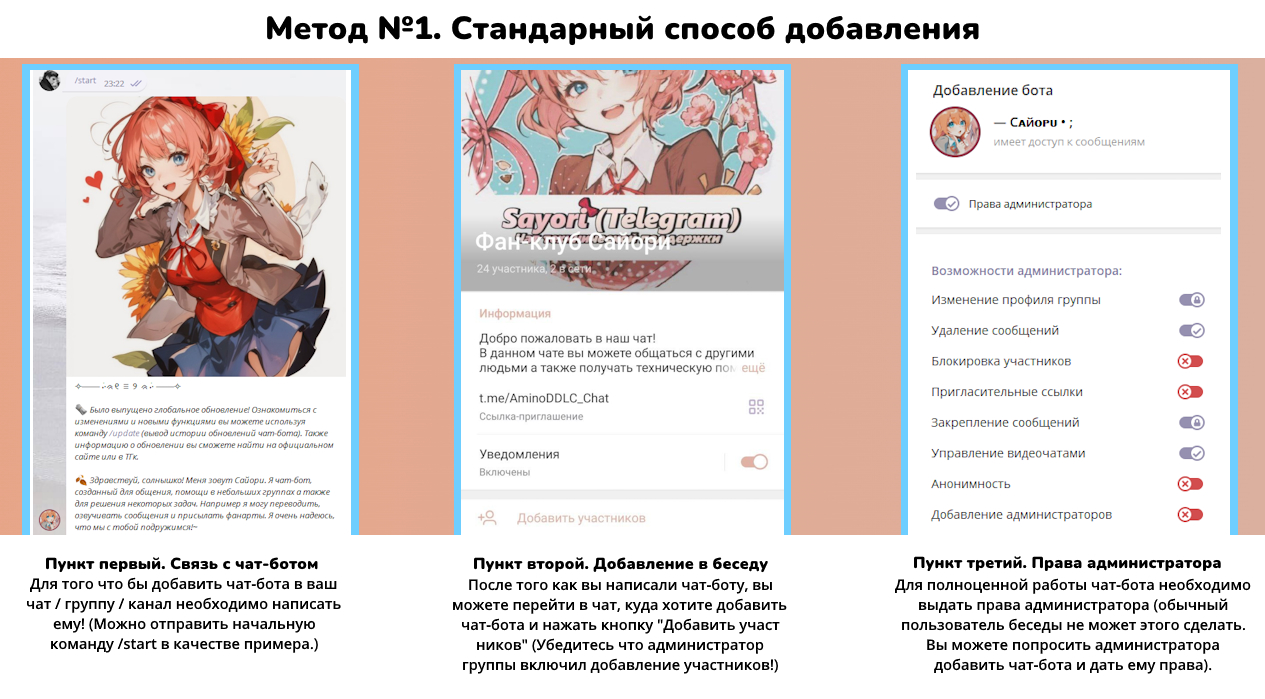 Метод №1. Стандартный способ добавления
/start 23:22
🗞 Было выпущено глобальное обновление! Ознакомиться с
изменениями и новыми функциями вы можете используя
команду /update (вывод истории обновлений чат-бота). Также
информацию о обновлении вы сможете найти на официальном
сайте или в ТГк.
🍂 Здравствуй, солнышко! Меня зовут Сайори. Я чат-бот,
созданный для общения, помощи в небольших группах а также
для решения некоторых задач. Например я могу переводить,
озвучивать сообщения и присылать фанарты. Я очень надеюсь,
что мы с тобой подружимся!~
Пункт первый. Связь с чат-ботом
Для того что бы добавить чат-бота в ваш
чат / группу / канал необходимо написать
ему! (Можно отправить начальную
команду /start в качестве примера.)
Sayori (Telegram)
Фан-клуб Сайори
24 участника, 2 в сети
Информация
Добро пожаловать в наш чат!
В данном чате вы можете общаться с другими
людьми а также получать техническую пом ещё
t.me/AminoDDLC_Chat
Ссылка-приглашение
Уведомления
Включены
Добавить участников
Пункт второй. Добавление в беседу
После того как вы написали чат-боту, вы
можете перейти в чат, куда хотите добавить
чат-бота и нажать кнопку "Добавить участ
ников" (Убедитесь что администратор
группы включил добавление участников!)
Добавление бота
— Сᴀйᴏᴘᴜ • ;
имеет доступ к сообщениям
Права администратора
Возможности администратора:
Изменение профиля группы
Удаление сообщений
Блокировка участников
Пригласительные ссылки
Закрепление сообщений
Управление видеочатами
Анонимность
Добавление администраторов
Пункт третий. Права администратора
Для полноценной работы чат-бота необходимо
выдать права администратора (обычный
пользователь беседы не может этого сделать.
Вы можете попросить администратора
добавить чат-бота и дать ему права).